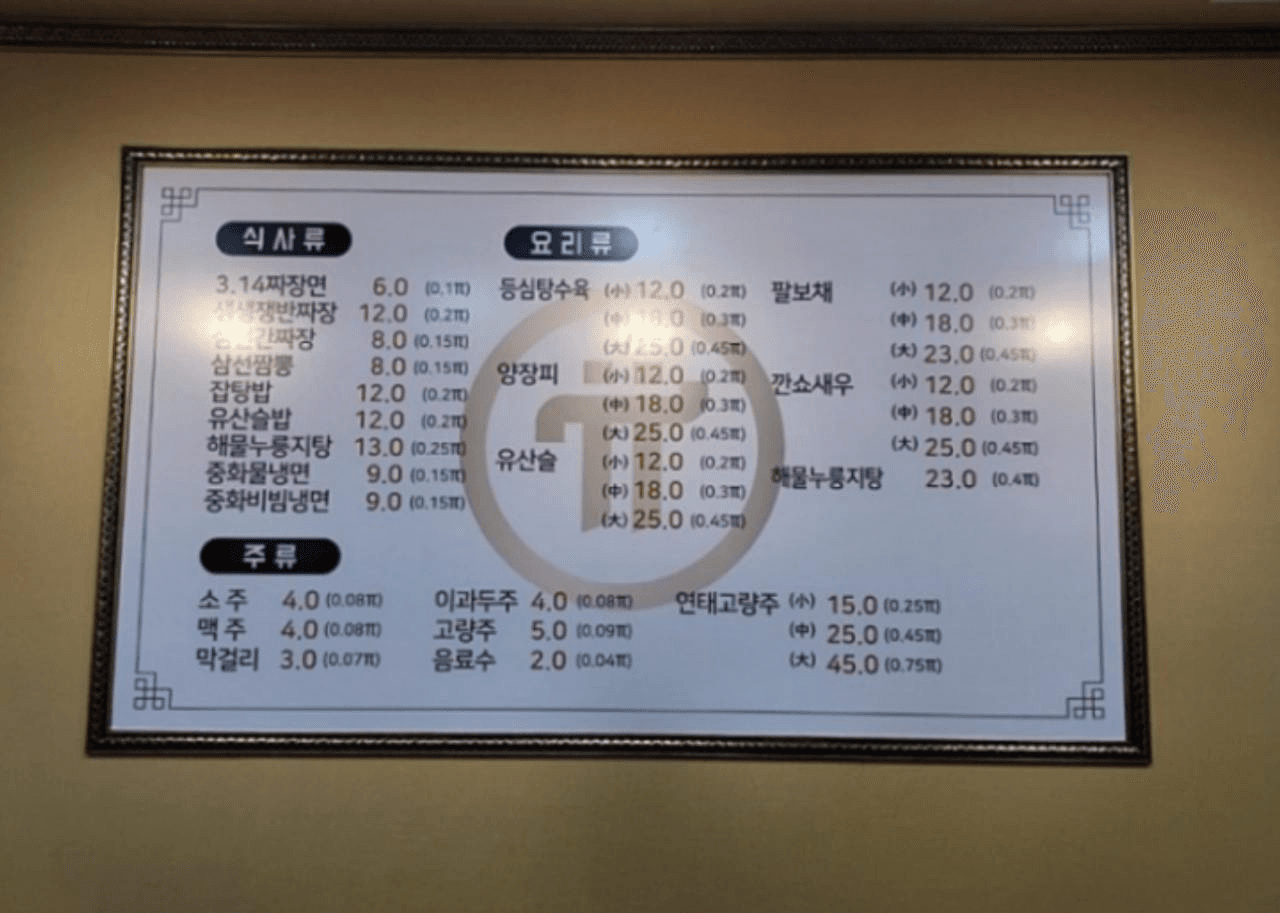 식사류
3.14짜장면 6.0 (0.1π)
생생쟁반짜장 12.0 (0.2π)
간짜장 8.0 (0.15π)
삼선짬뽕 8.0 (0.15π)
잡탕밥 12.0 (0.2π)
유산슬밥 12.0 (0.2π)
해물누룽지탕 13.0 (0.25π)
중화물냉면 9.0 (0.15π)
중화비빔냉면 9.0 (0.15π)
요리류
등심탕수육 (小) 12.0 (0.2π)
(中) 18.0 (0.3π)
(大) 25.0 (0.45π)
양장피 (小) 12.0 (0.2π)
(中) 18.0 (0.3π)
(大) 25.0 (0.45π)
유산슬 (小) 12.0 (0.2π)
(中) 18.0 (0.3π)
(大) 25.0 (0.45π)
팔보채 (小) 12.0 (0.2π)
(中) 18.0 (0.3π)
(大) 23.0 (0.45π)
깐쇼새우 (小) 12.0 (0.2π)
(中) 18.0 (0.3π)
(大) 25.0 (0.45π)
해물누룽지탕 23.0 (0.4π)
주류
소주 4.0 (0.08π)
맥주 4.0 (0.08π)
막걸리 3.0 (0.07π)
이과두주 4.0 (0.08π)
고량주 5.0 (0.09π)
음료수 2.0 (0.04π)
연태고량주 (小) 15.0 (0.25π)
(中) 25.0 (0.45π)
(大) 45.0 (0.75π)
π